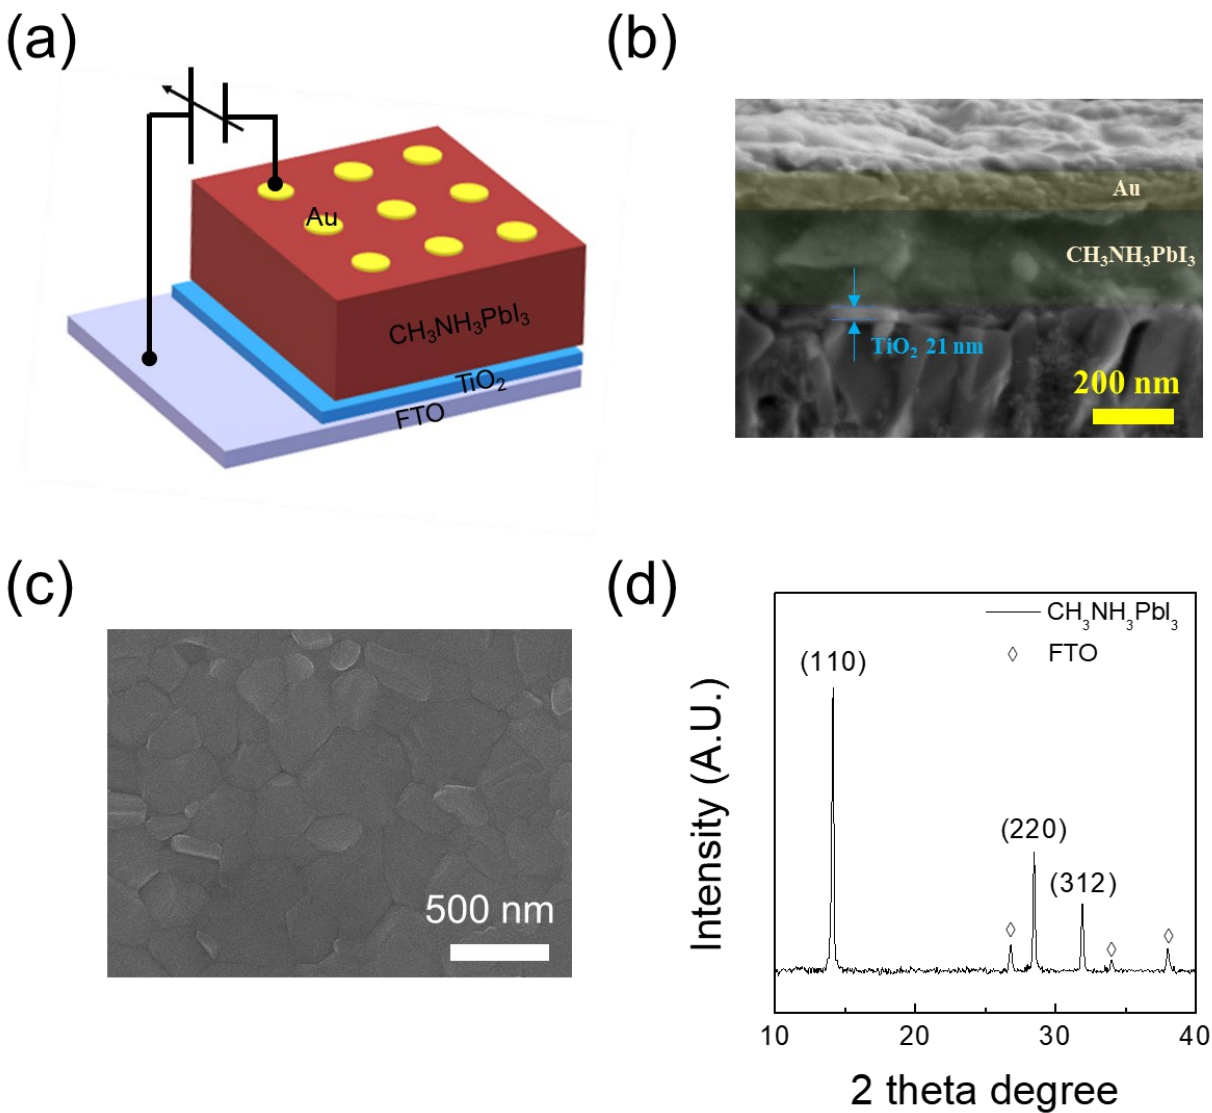 (a)
Au
CH₃NH₃PbI₃
TiO₂
FTO
(b)
Au
CH₃NH₃PbI₃
TiO₂ 21 nm
200 nm
(c)
500 nm
(d)
CH₃NH₃PbI₃
FTO
(110)
(220)
(312)
Intensity (A.U.)
10 20 30 40
2 theta degree